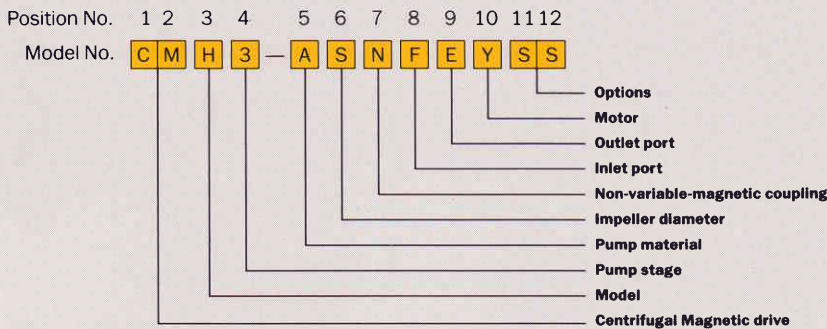 Position No. 1 2 3 4 5 6 7 8 9 10 11 12
Model No. C M H 3 — A S N F E Y S S
Options
Motor
Outlet port
Inlet port
Non-variable-magnetic coupling
Impeller diameter
Pump material
Pump stage
Model
Centrifugal Magnetic drive